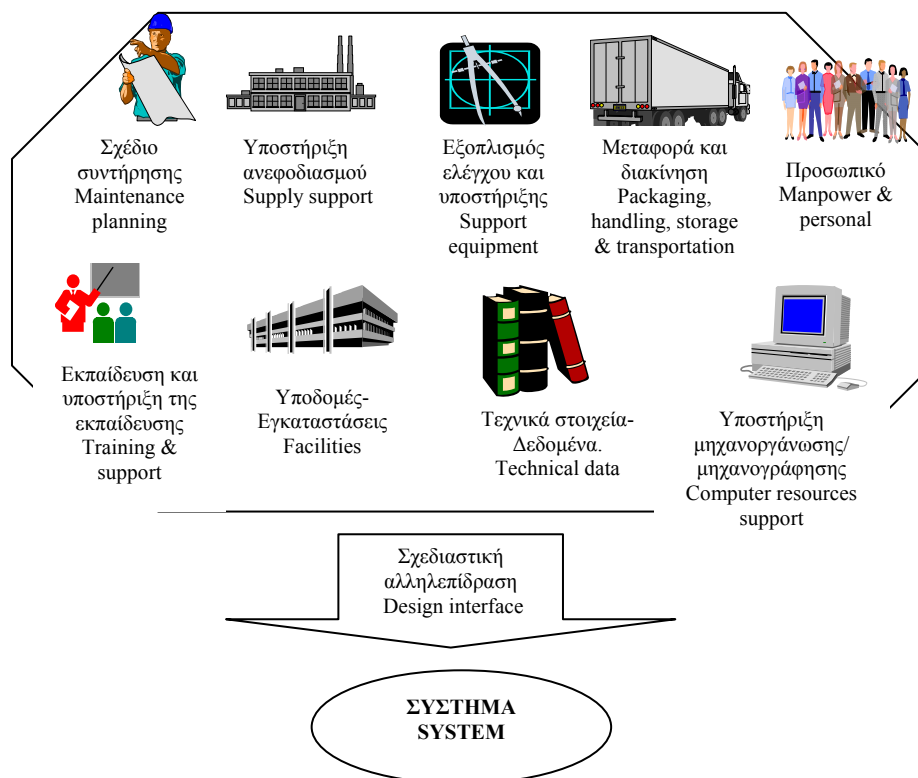 Σχέδιο
συντήρησης
Maintenance
planning
Υποστήριξη
ανεφοδιασμού
Supply support
Εξοπλισμός
ελέγχου και
υποστήριξης
Support
equipment
Μεταφορά και
διακίνηση
Packaging,
handling, storage
& transportation
Προσωπικό
Manpower &
personal
Εκπαίδευση και
υποστήριξη της
εκπαίδευσης
Training &
support
Υποδομές-
Εγκαταστάσεις
Facilities
Τεχνικά στοιχεία-
Δεδομένα.
Technical data
Υποστήριξη
μηχανοργάνωσης/
μηχανογράφησης
Computer resources
support
Σχεδιαστική
αλληλεπίδραση
Design interface
ΣΥΣΤΗΜΑ
SYSTEM